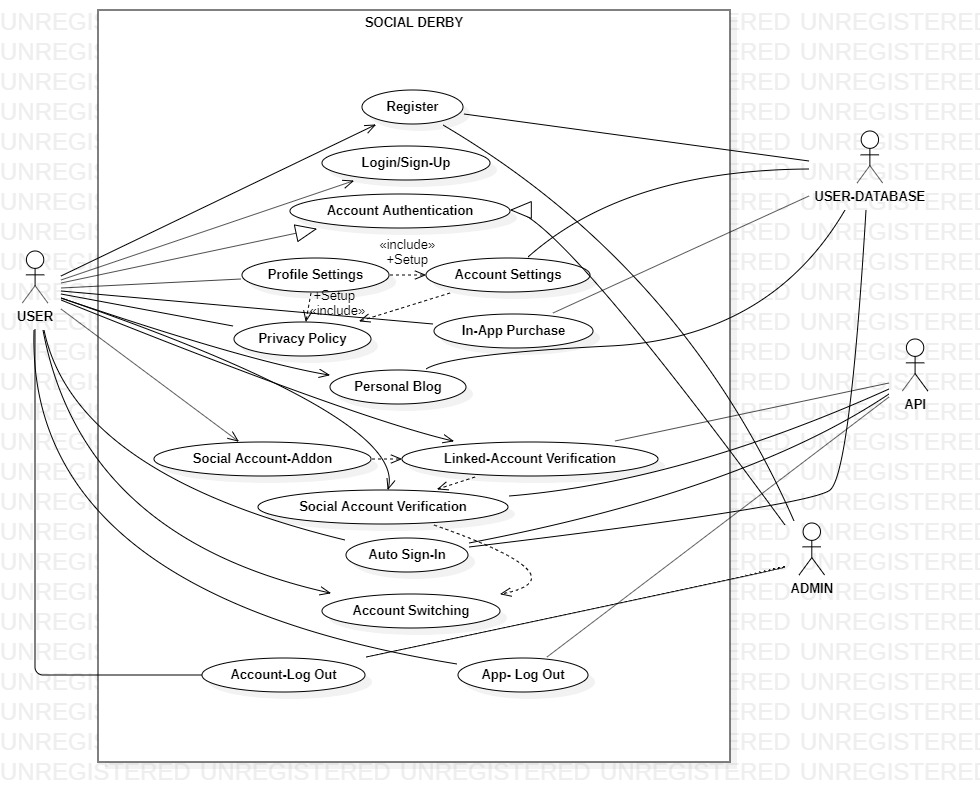 SOCIAL DERBY
Register
Login/Sign-Up
Account Authentication
«include»
+Setup
Profile Settings
Account Settings
+Setup
«include»
Privacy Policy
In-App Purchase
Personal Blog
Social Account-Addon
Linked-Account Verification
Social Account Verification
Auto Sign-In
Account Switching
Account-Log Out
App- Log Out
USER
USER-DATABASE
API
ADMIN
UNREGISTERED UNREGISTERED UNREGISTERED UNREGISTERED UNREGISTERED